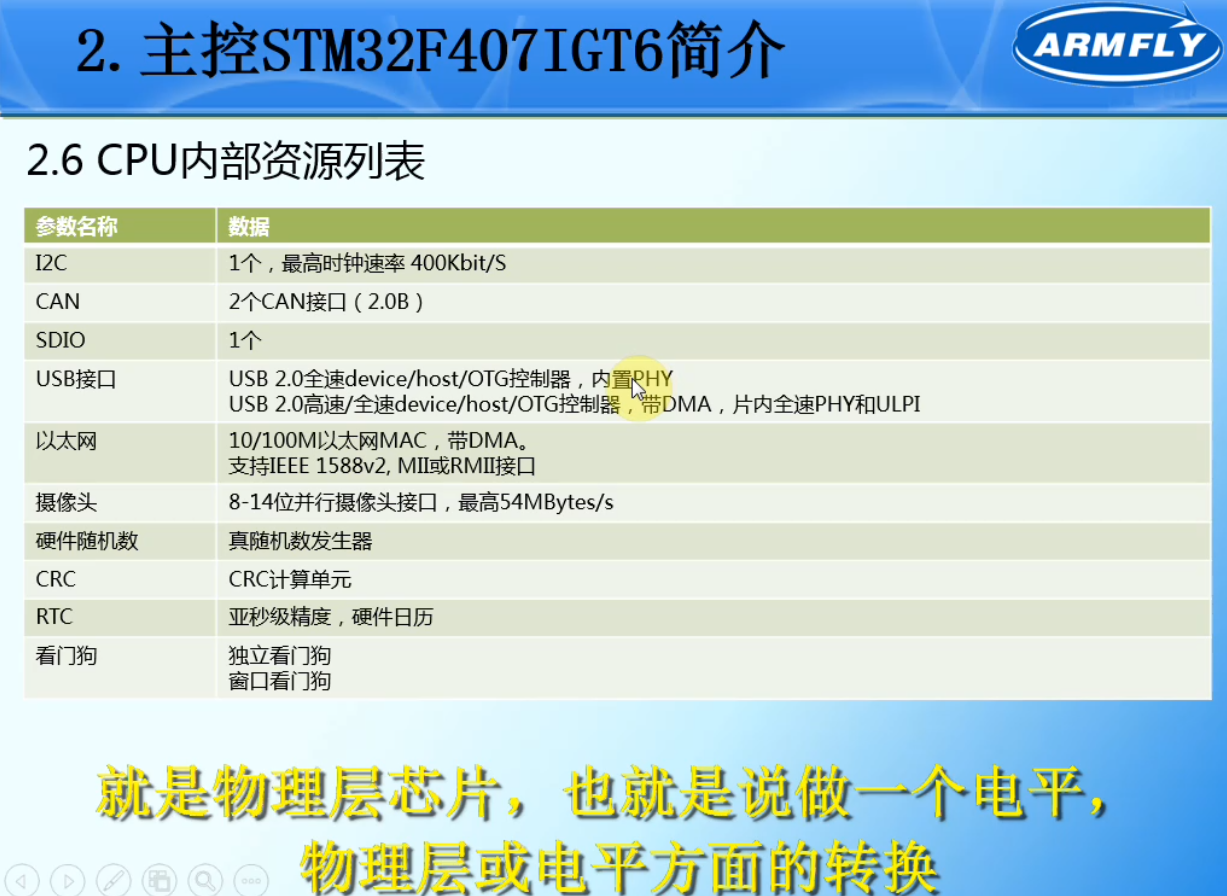 2.主控STM32F407IGT6简介
ARMFLY
2.6 CPU内部资源列表
参数名称 数据
I2C 1个，最高时钟速率 400Kbit/S
CAN 2个CAN接口（2.0B）
SDIO 1个
USB接口 USB 2.0全速device/host/OTG控制器，内置PHY
USB 2.0高速/全速device/host/OTG控制器，带DMA，片内全速PHY和ULPI
以太网 10/100M以太网MAC，带DMA。
支持IEEE 1588v2, MII或RMII接口
摄像头 8-14位并行摄像头接口，最高54MBytes/s
硬件随机数 真随机数发生器
CRC CRC计算单元
RTC 亚秒级精度，硬件日历
看门狗 独立看门狗
窗口看门狗
就是物理层芯片，也就是说做一个电平，
物理层或电平方面的转换